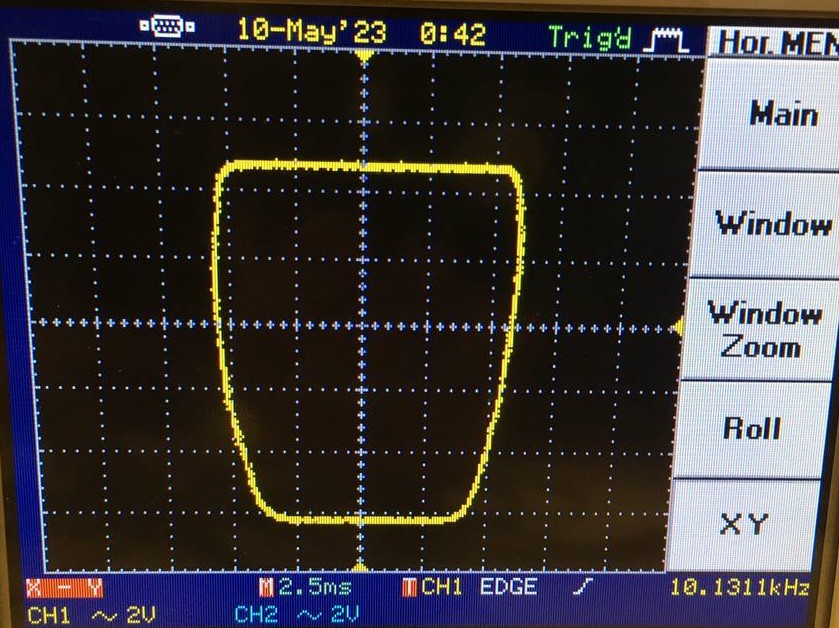 10-May'23 0:42 Trig'd
Hor. MEN
Main
Window
Window
Zoom
Roll
XY
X - Y M 2.5ms T CH1 EDGE 10.1311kHz
CH1 ~ 2V CH2 ~ 2V